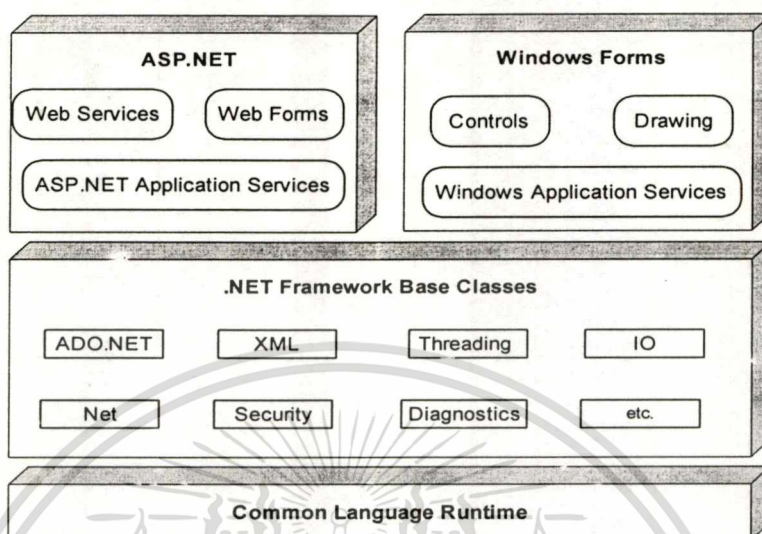 ASP.NET
Web Services
Web Forms
ASP.NET Application Services
Windows Forms
Controls
Drawing
Windows Application Services
.NET Framework Base Classes
ADO.NET
XML
Threading
IO
Net
Security
Diagnostics
etc.
Common Language Runtime